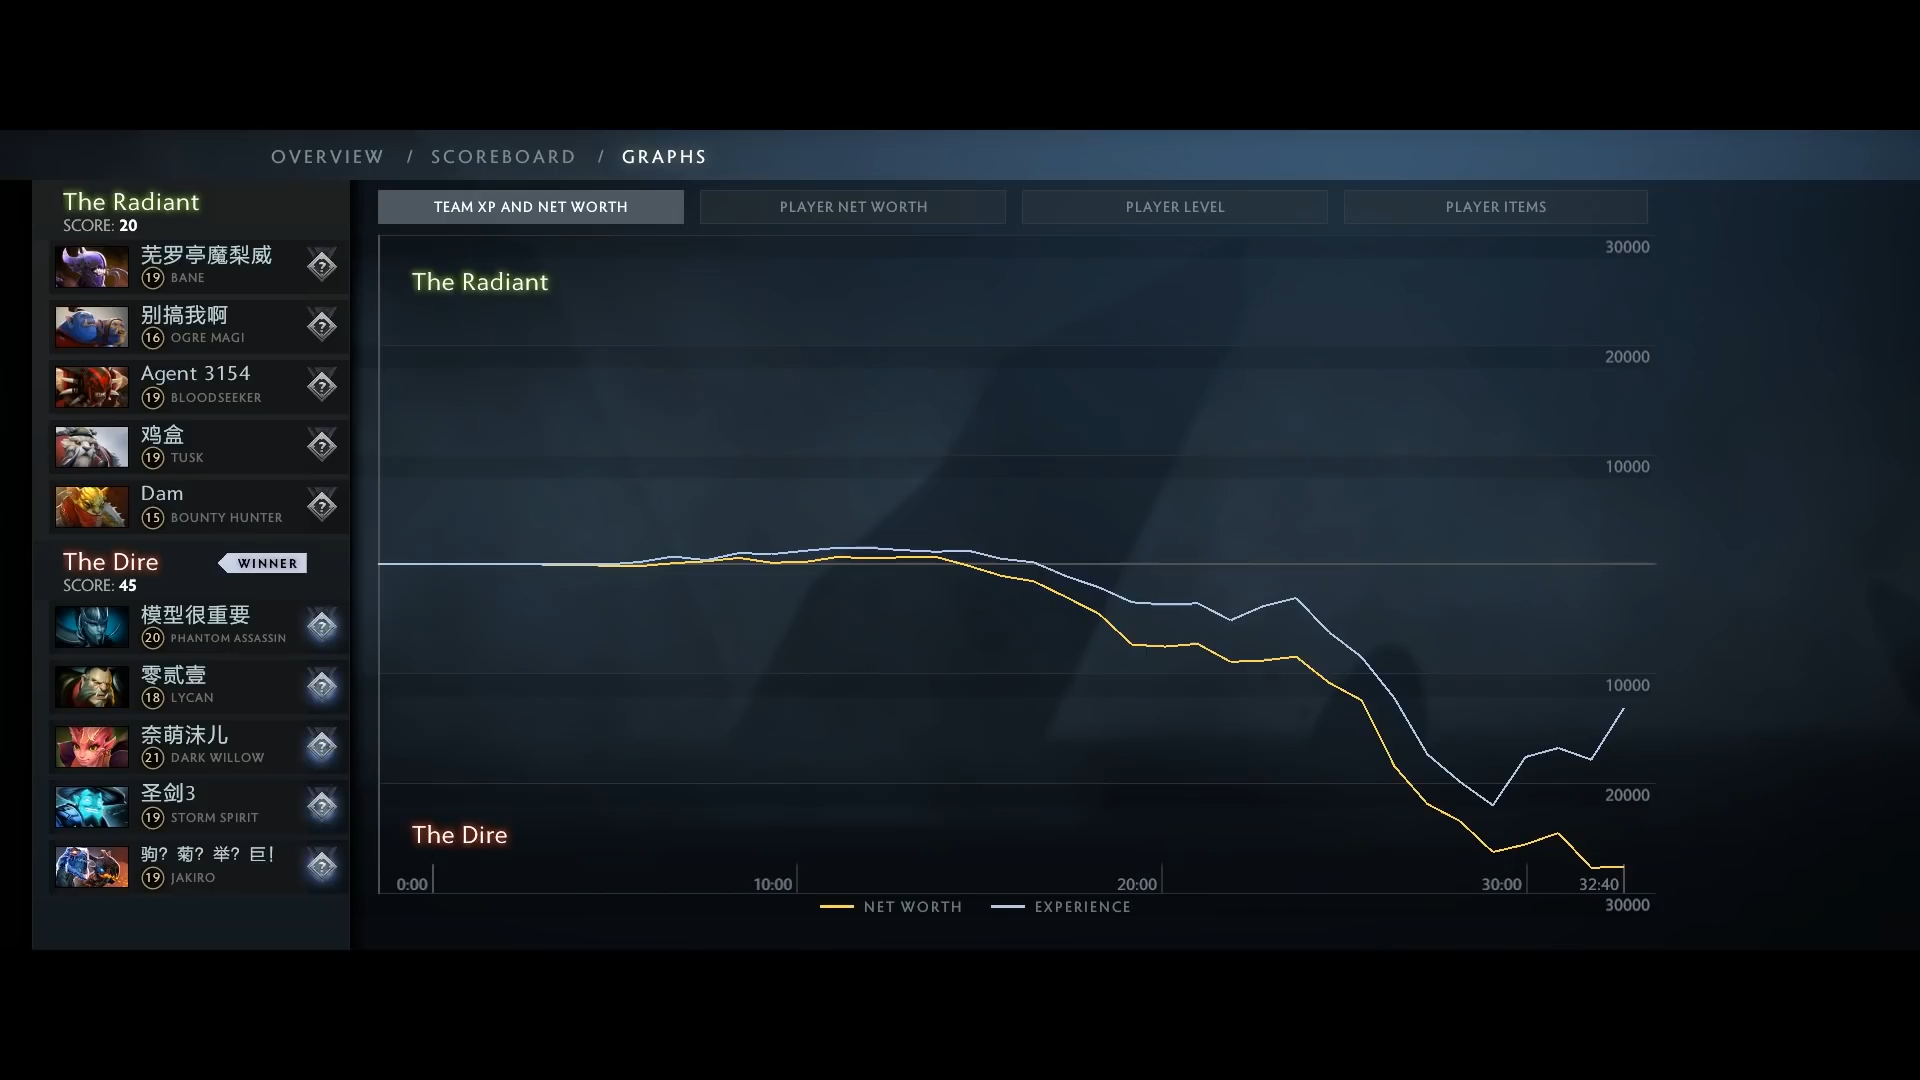 OVERVIEW / SCOREBOARD / GRAPHS
The Radiant
SCORE: 20
芜罗亭魔梨威
19 BANE
别搞我啊
16 OGRE MAGI
Agent 3154
19 BLOODSEEKER
鸡盒
19 TUSK
Dam
15 BOUNTY HUNTER
The Dire
WINNER
SCORE: 45
模型很重要
20 PHANTOM ASSASSIN
零贰壹
18 LYCAN
奈萌沫儿
21 DARK WILLOW
圣剑3
19 STORM SPIRIT
驹？菊？举？巨！
19 JAKIRO
TEAM XP AND NET WORTH
PLAYER NET WORTH
PLAYER LEVEL
PLAYER ITEMS
30000
The Radiant
20000
10000
10000
20000
The Dire
0:00
10:00
20:00
30:00
32:40
30000
NET WORTH
EXPERIENCE